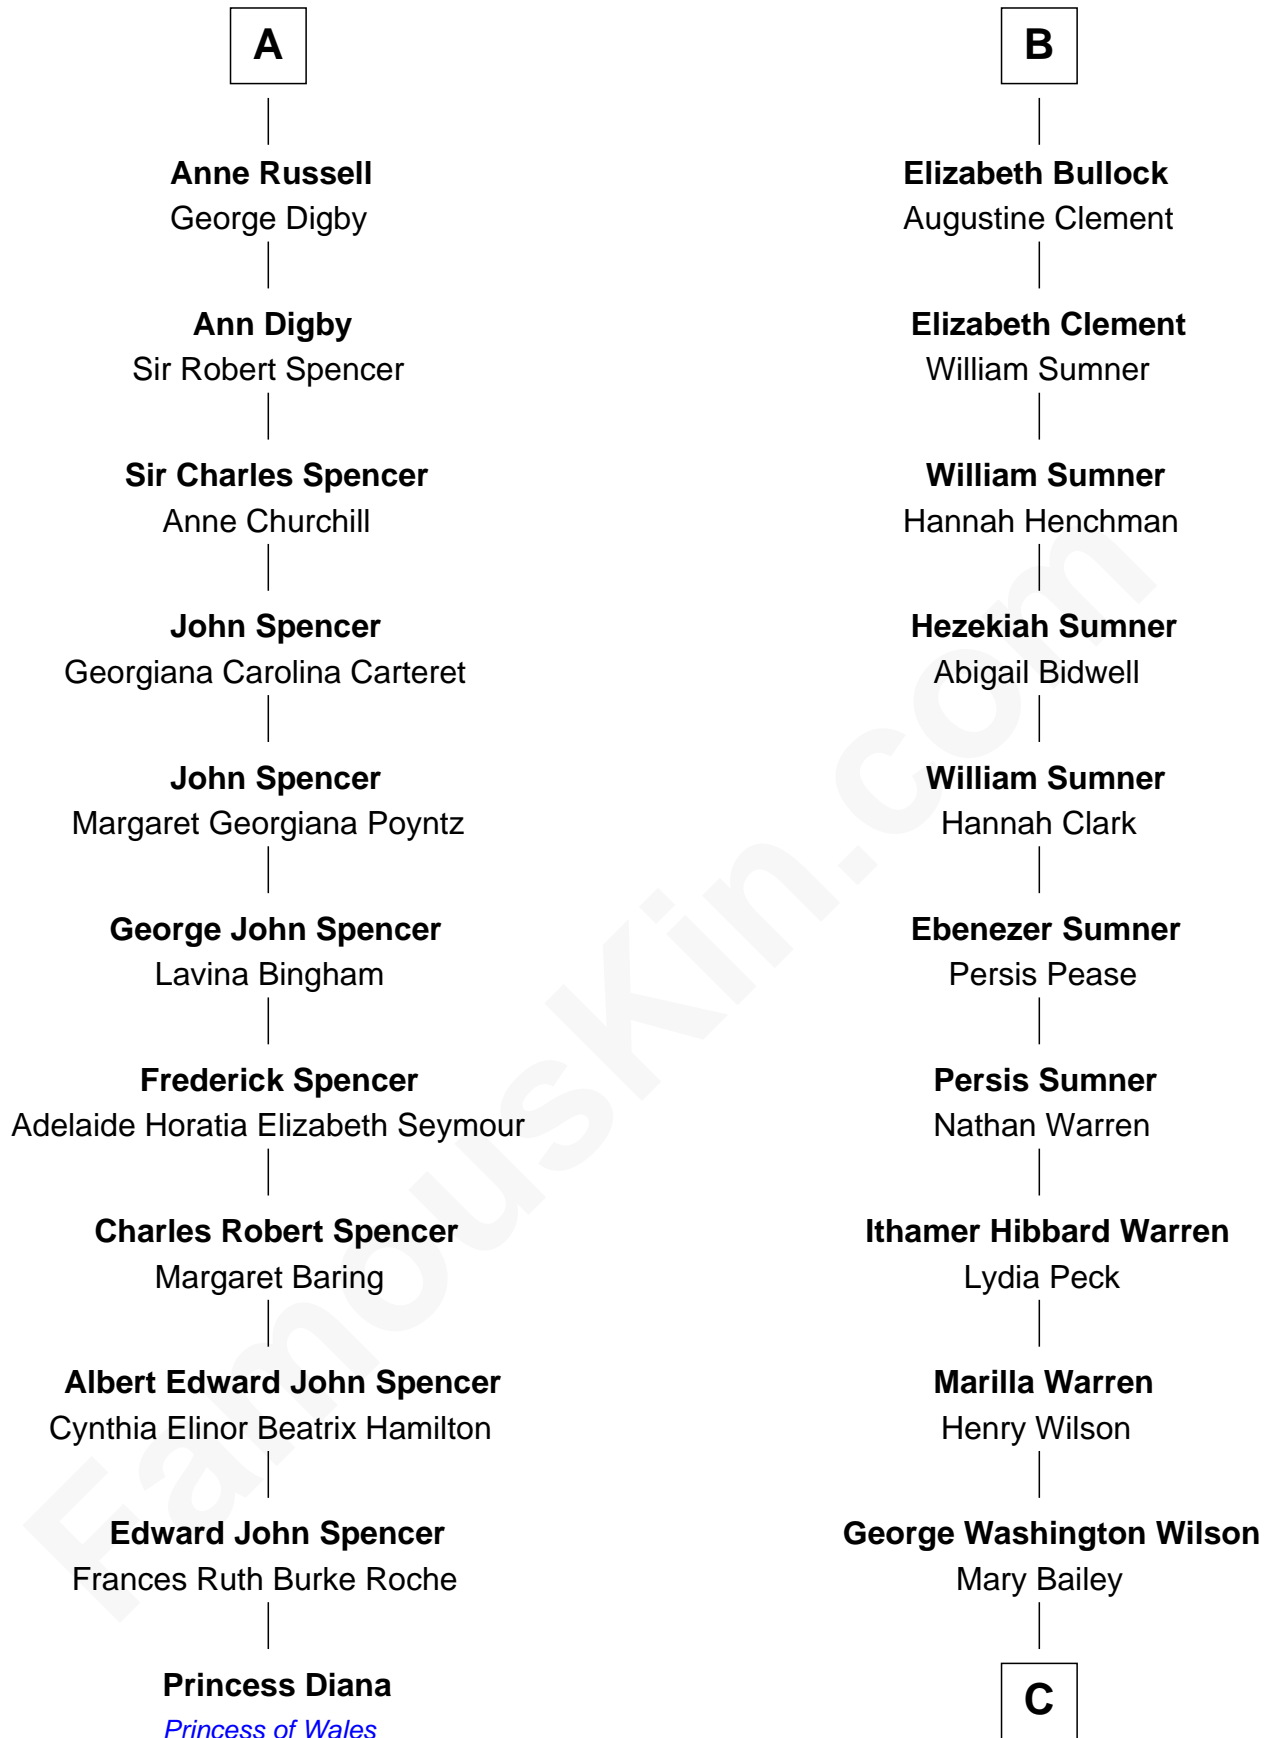 A
Anne Russell
George Digby
Ann Digby
Sir Robert Spencer
Sir Charles Spencer
Anne Churchill
John Spencer
Georgiana Carolina Carteret
John Spencer
Margaret Georgiana Poyntz
George John Spencer
Lavina Bingham
Frederick Spencer
Adelaide Horatia Elizabeth Seymour
Charles Robert Spencer
Margaret Baring
Albert Edward John Spencer
Cynthia Elinor Beatrix Hamilton
Edward John Spencer
Frances Ruth Burke Roche
Princess Diana
Princess of Wales
B
Elizabeth Bullock
Augustine Clement
Elizabeth Clement
William Sumner
William Sumner
Hannah Henchman
Hezekiah Sumner
Abigail Bidwell
William Sumner
Hannah Clark
Ebenezer Sumner
Persis Pease
Persis Sumner
Nathan Warren
Ithamer Hibbard Warren
Lydia Peck
Marilla Warren
Henry Wilson
George Washington Wilson
Mary Bailey
C
FamousKin.com